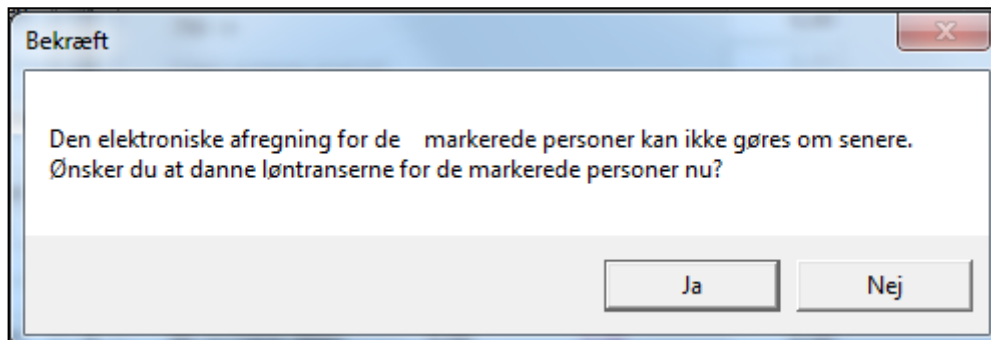 Bekræft
Den elektroniske afregning for de    markerede personer kan ikke gøres om senere.
Ønsker du at danne løntranserne for de markerede personer nu?
Ja
Nej